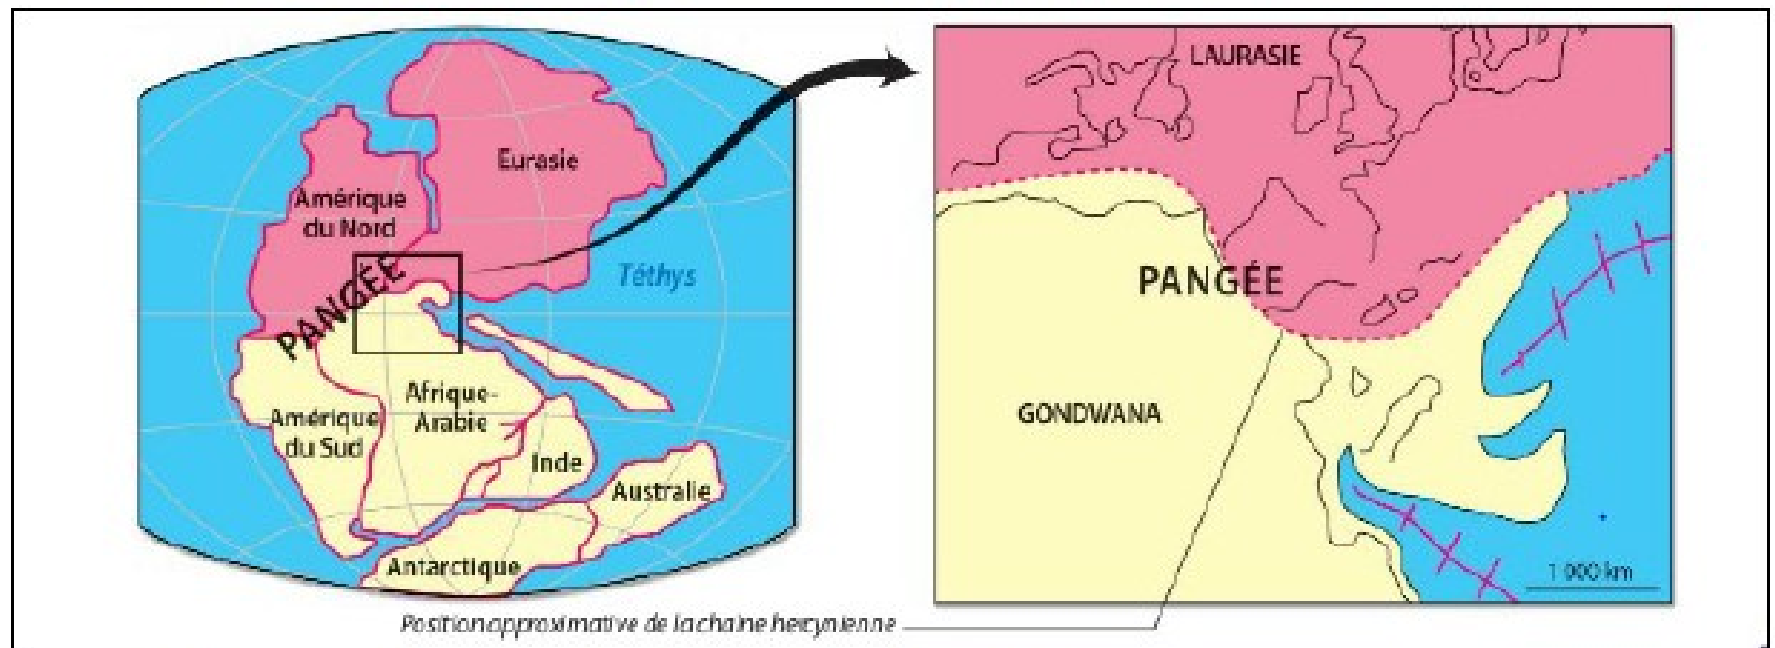 Eurasie
Amérique
du Nord
PANGÉE
Téthys
Afrique-
Arabie
Amérique
du Sud
Inde
Australie
Antarctique
LAURASIE
PANGÉE
GONDWANA
1 000 km
Position approximative de la chaîne hercynienne